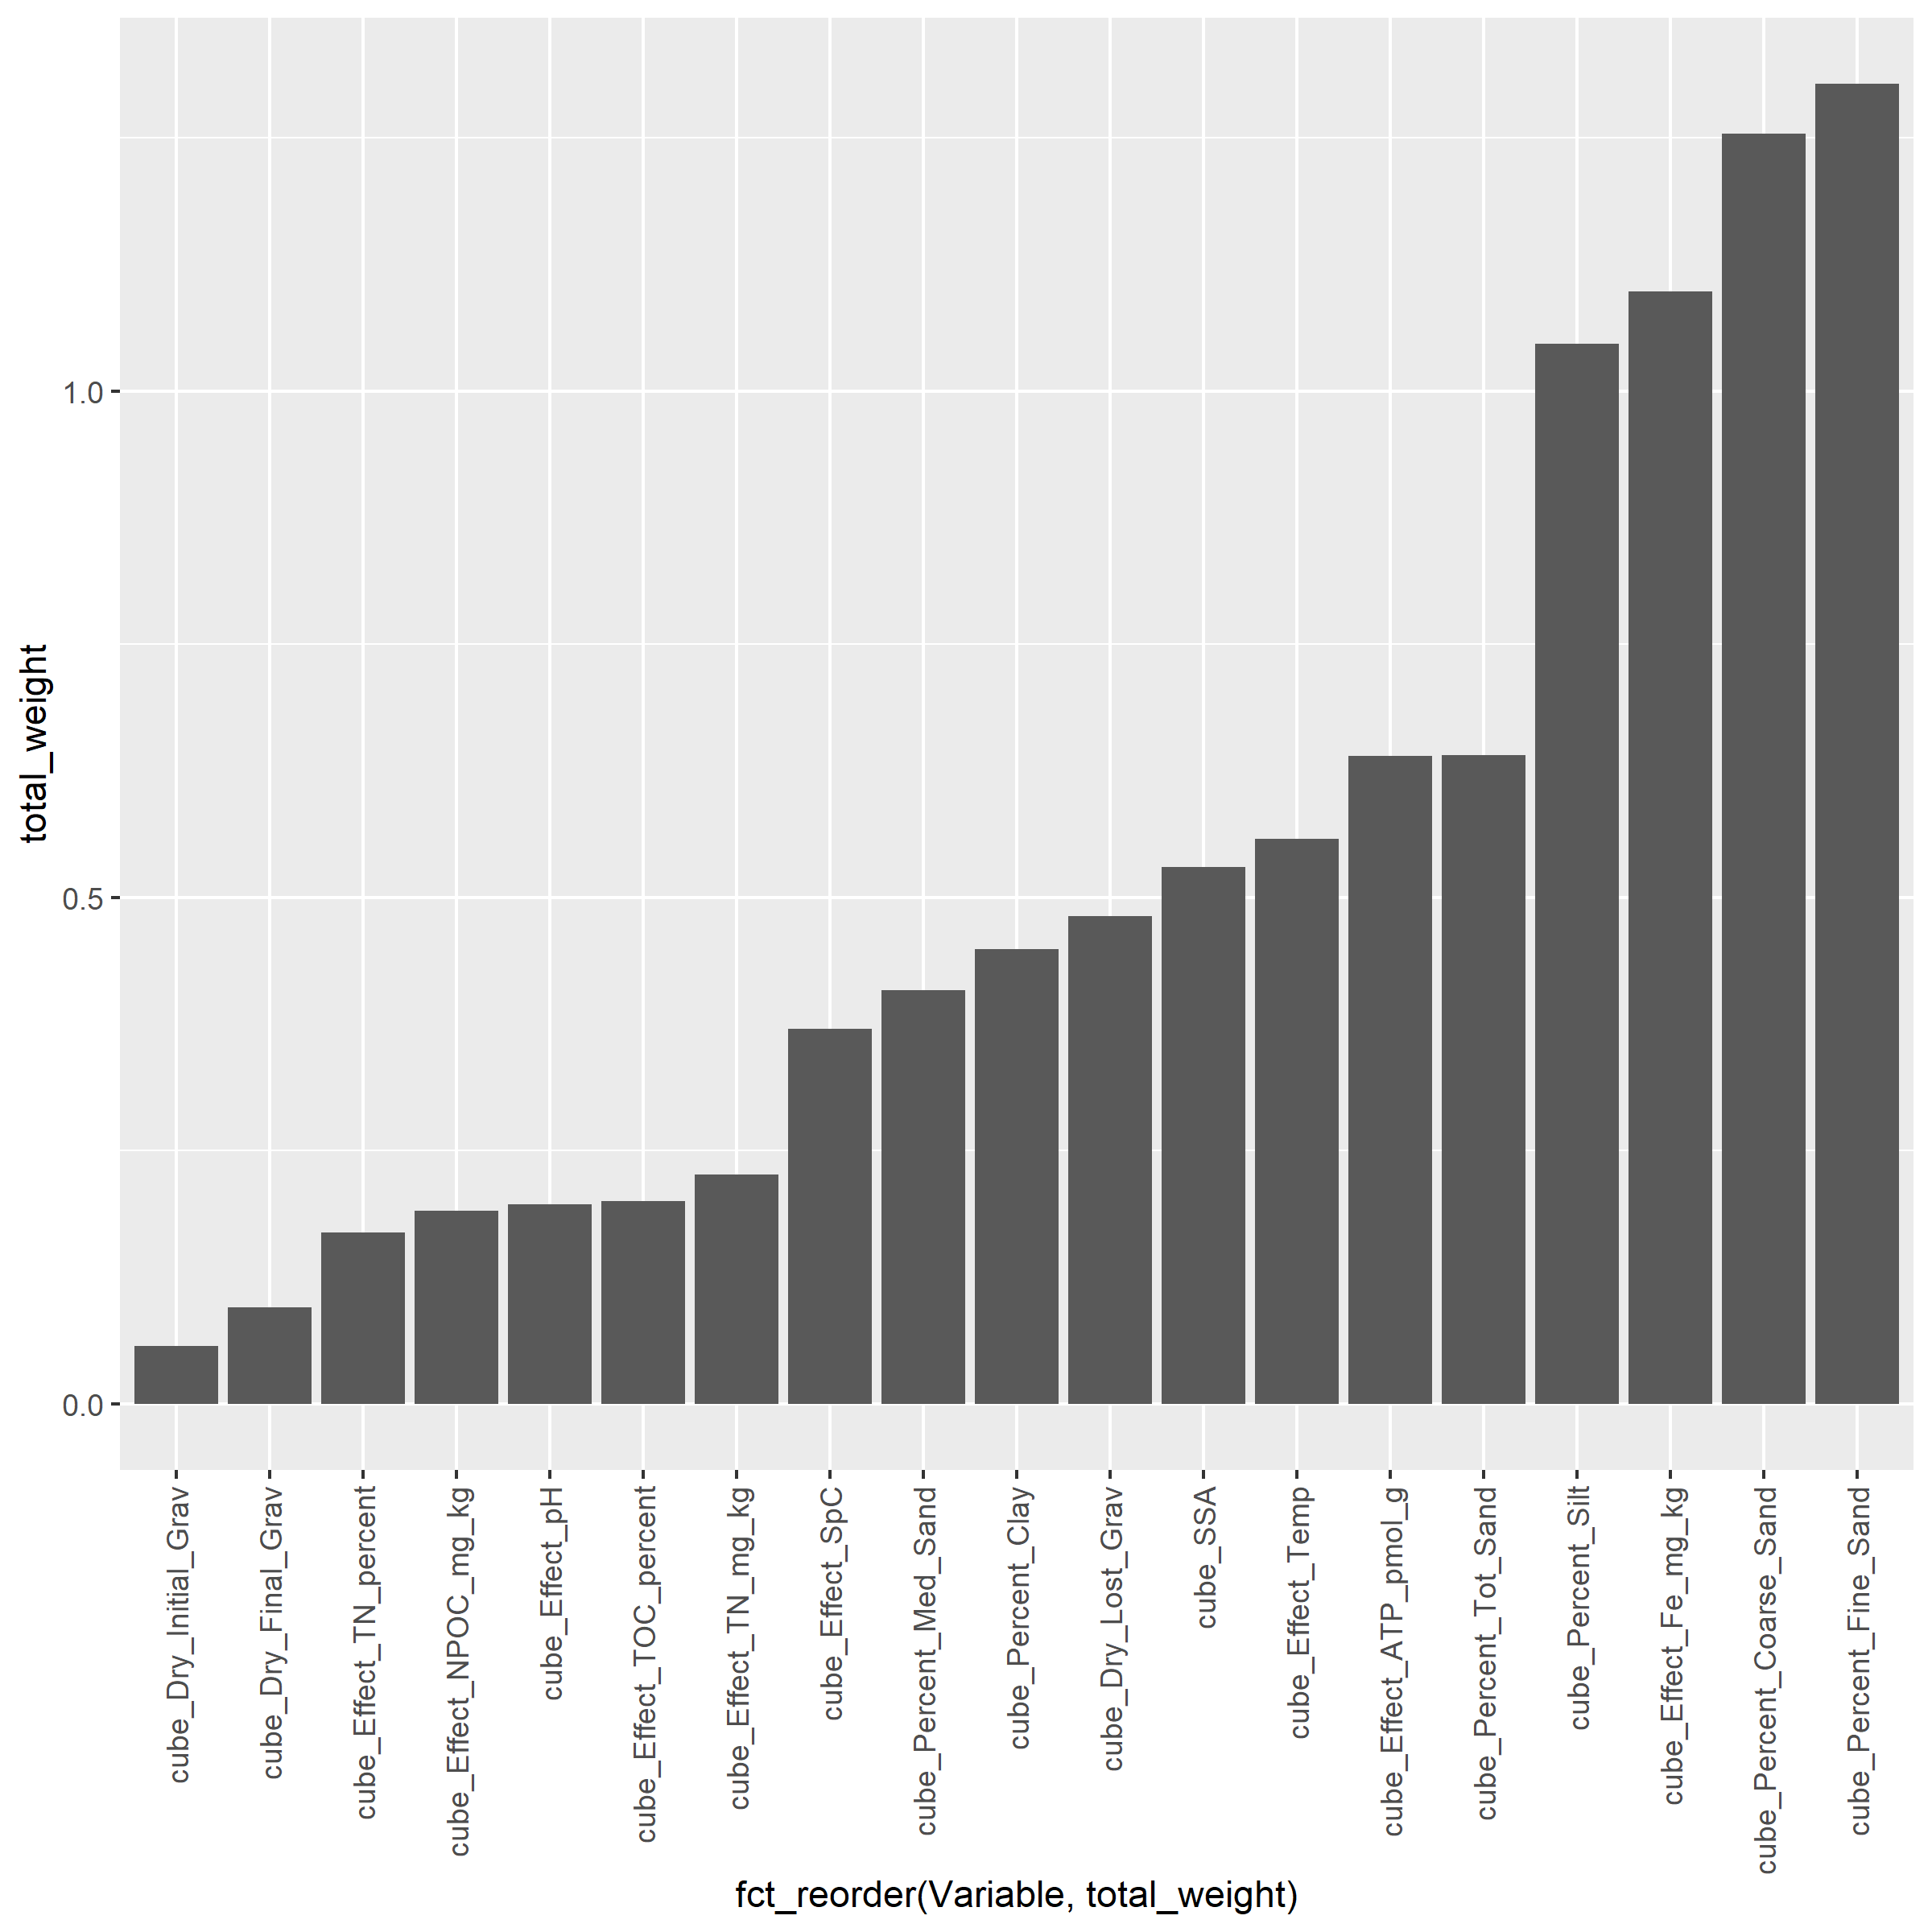 total_weight
1.0
0.5
0.0
cube_Dry_Initial_Grav
cube_Dry_Final_Grav
cube_Effect_TN_percent
cube_Effect_NPOC_mg_kg
cube_Effect_pH
cube_Effect_TOC_percent
cube_Effect_TN_mg_kg
cube_Effect_SpC
cube_Percent_Med_Sand
cube_Percent_Clay
cube_Dry_Lost_Grav
cube_SSA
cube_Effect_Temp
cube_Effect_ATP_pmol_g
cube_Percent_Tot_Sand
cube_Percent_Silt
cube_Effect_Fe_mg_kg
cube_Percent_Coarse_Sand
cube_Percent_Fine_Sand
fct_reorder(Variable, total_weight)